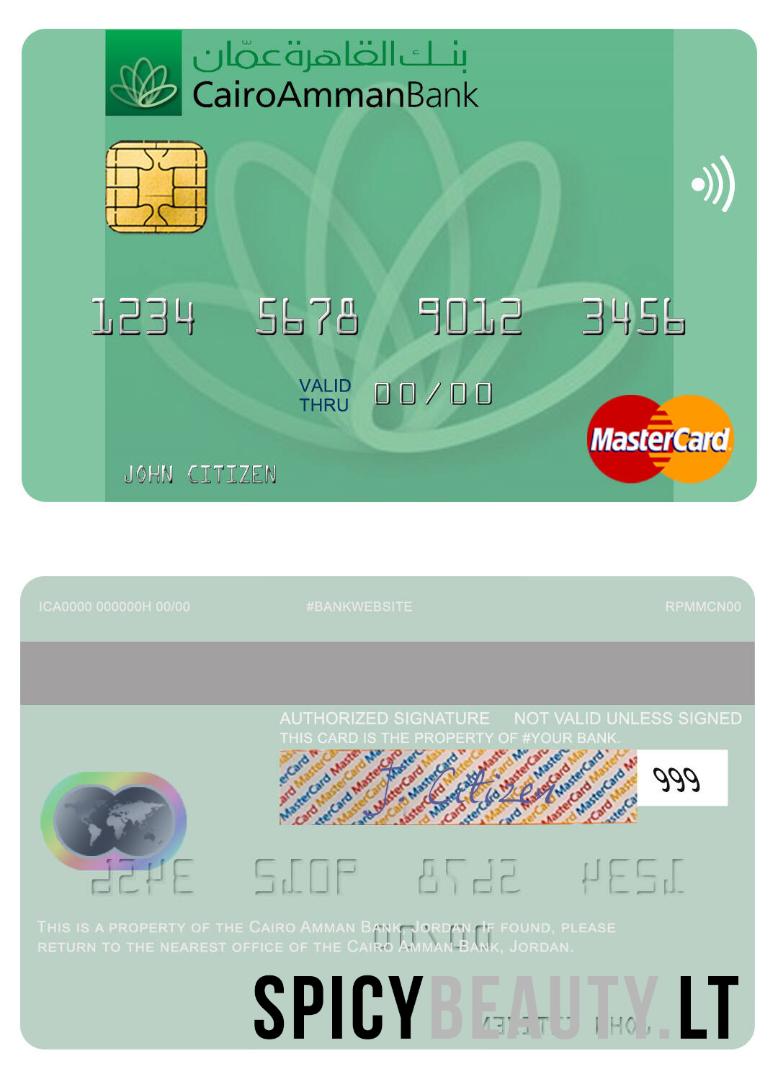 بنك القاهرة عمّان
CairoAmmanBank
1234 5678 9012 3456
VALID THRU 00/00
MasterCard
JOHN CITIZEN
ICA0000 000000H 00/00 #BANKWEBSITE RPMMCN00
AUTHORIZED SIGNATURE NOT VALID UNLESS SIGNED
THIS CARD IS THE PROPERTY OF #YOUR BANK.
J. Citizen 999
THIS IS A PROPERTY OF THE CAIRO AMMAN BANK, JORDAN. IF FOUND, PLEASE
RETURN TO THE NEAREST OFFICE OF THE CAIRO AMMAN BANK, JORDAN.
SPICYBEAUTY.LT